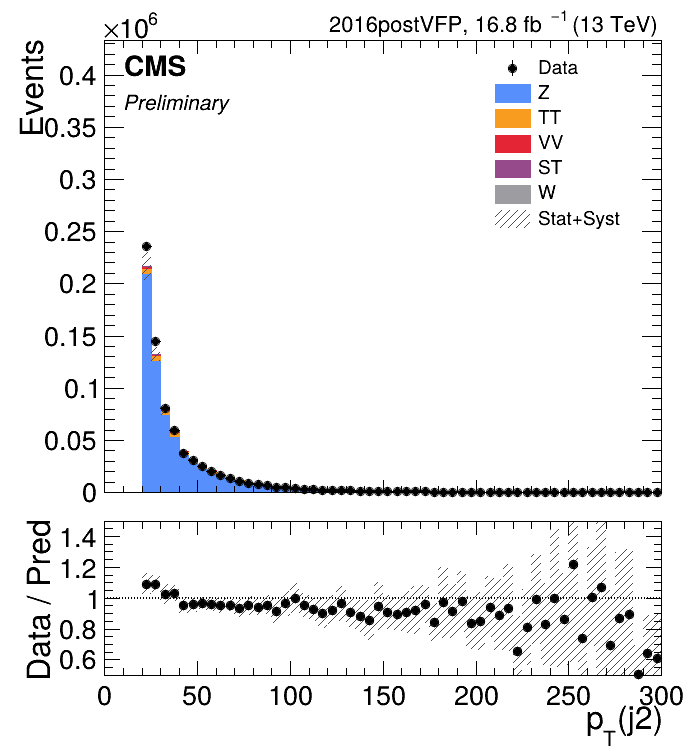 ×10^6
2016postVFP, 16.8 fb ^−1 (13 TeV)
Events
CMS
Preliminary
Data
Z
TT
VV
ST
W
Stat+Syst
0.4
0.35
0.3
0.25
0.2
0.15
0.1
0.05
0
Data / Pred
1.4
1.2
1
0.8
0.6
0 50 100 150 200 250 300
p_T(j2)